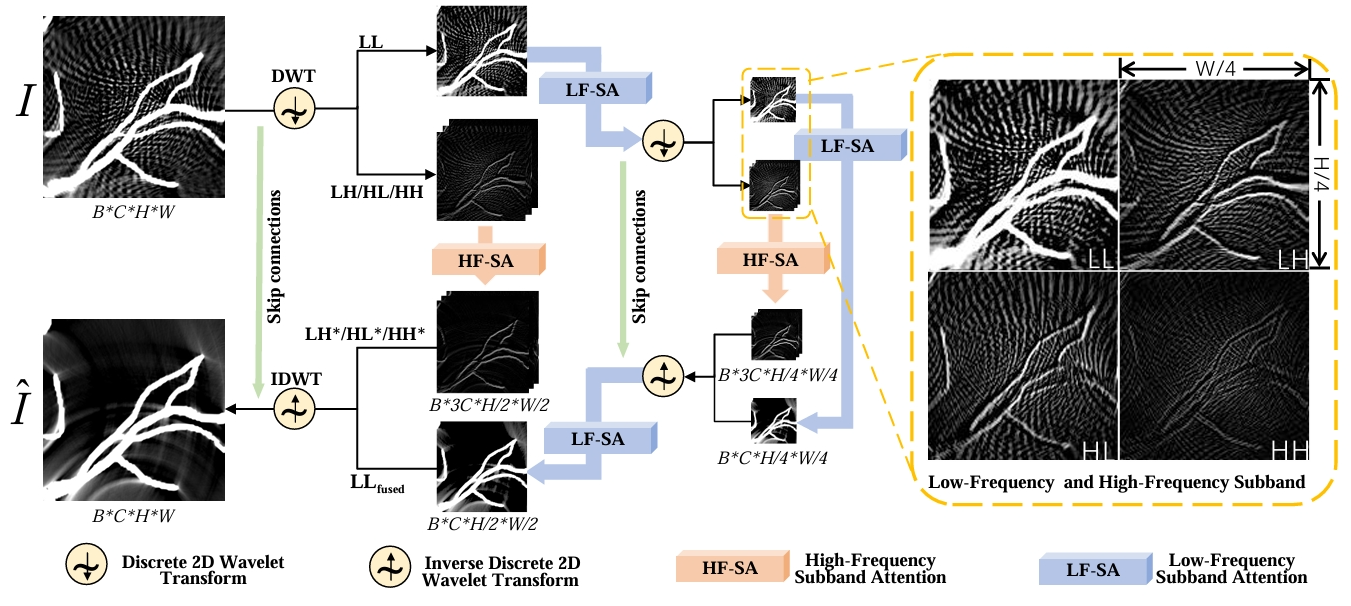 I
B*C*H*W
DWT
LL
LH/HL/HH
LF-SA
HF-SA
Skip connections
Skip connections
LF-SA
HF-SA
W/4
H/4
LL
LH
HL
HH
Low-Frequency and High-Frequency Subband
Î
B*C*H*W
IDWT
LH*/HL*/HH*
B*3C*H/2*W/2
LLfused
B*C*H/2*W/2
LF-SA
B*3C*H/4*W/4
B*C*H/4*W/4
Discrete 2D Wavelet
Transform
Inverse Discrete 2D
Wavelet Transform
HF-SA
High-Frequency
Subband Attention
LF-SA
Low-Frequency
Subband Attention